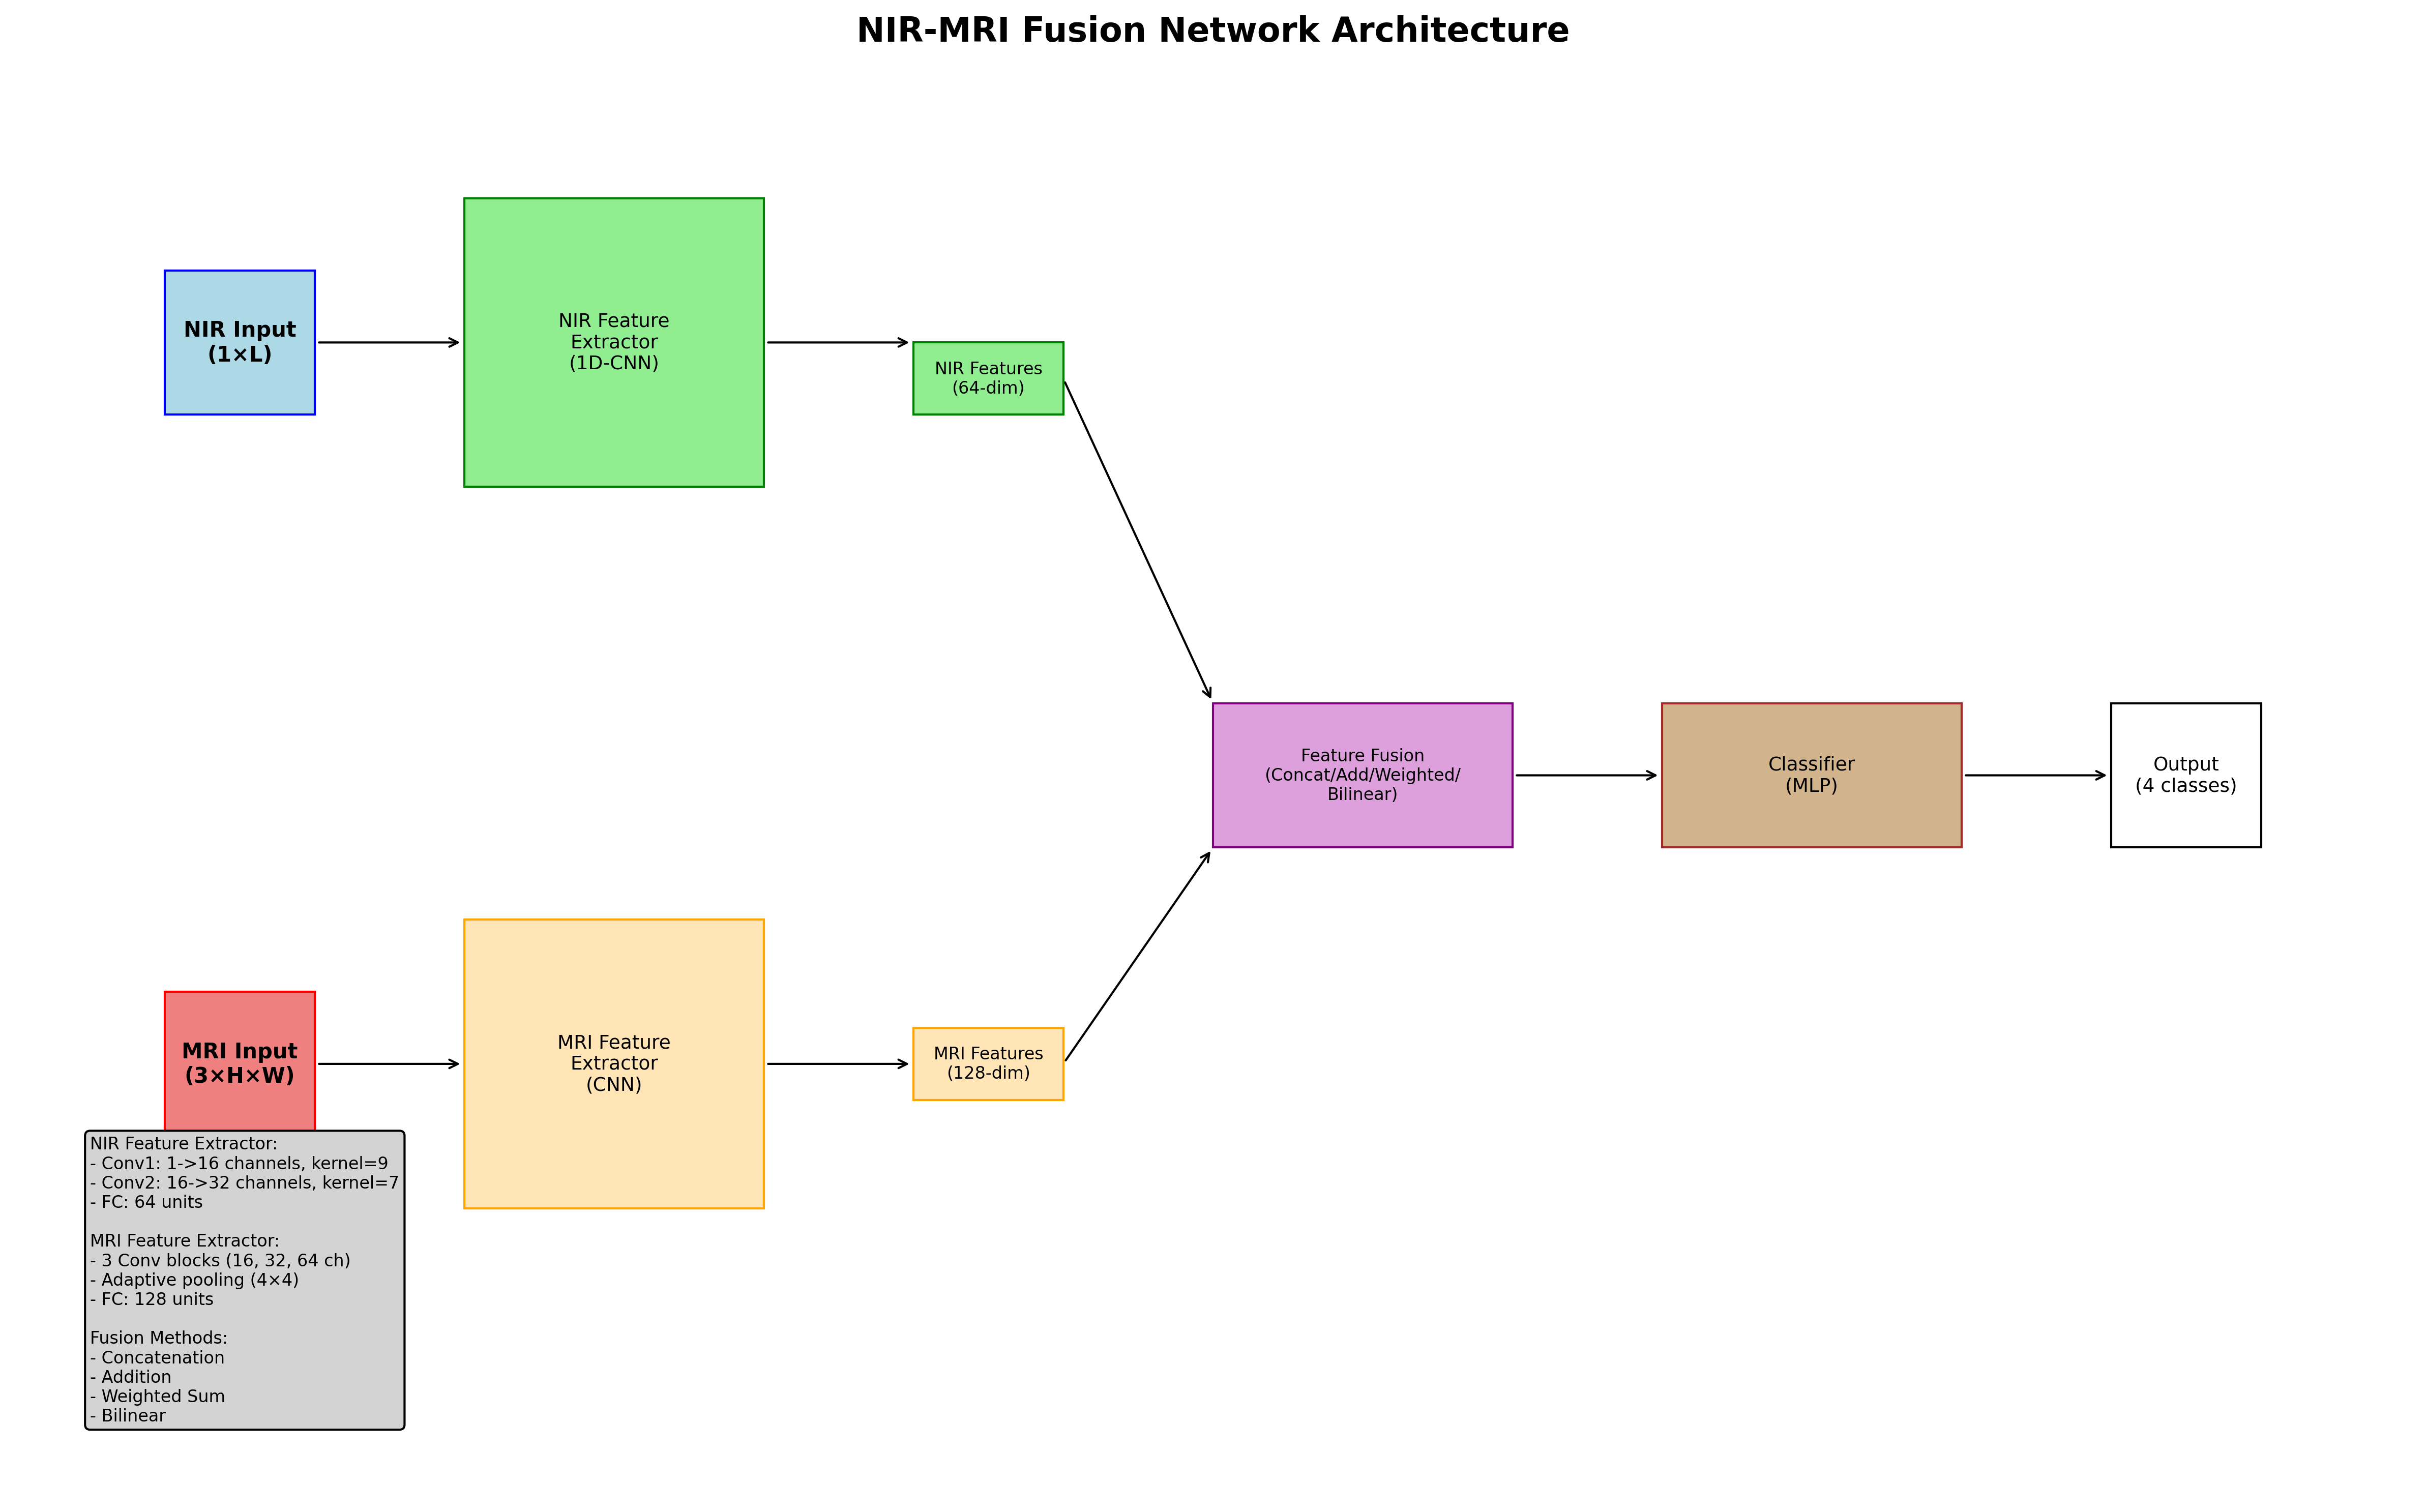 NIR-MRI Fusion Network Architecture
NIR Input
(1×L)
NIR Feature
Extractor
(1D-CNN)
NIR Features
(64-dim)
Feature Fusion
(Concat/Add/Weighted/
Bilinear)
Classifier
(MLP)
Output
(4 classes)
MRI Input
(3×H×W)
MRI Feature
Extractor
(CNN)
MRI Features
(128-dim)
NIR Feature Extractor:
- Conv1: 1->16 channels, kernel=9
- Conv2: 16->32 channels, kernel=7
- FC: 64 units
MRI Feature Extractor:
- 3 Conv blocks (16, 32, 64 ch)
- Adaptive pooling (4×4)
- FC: 128 units
Fusion Methods:
- Concatenation
- Addition
- Weighted Sum
- Bilinear